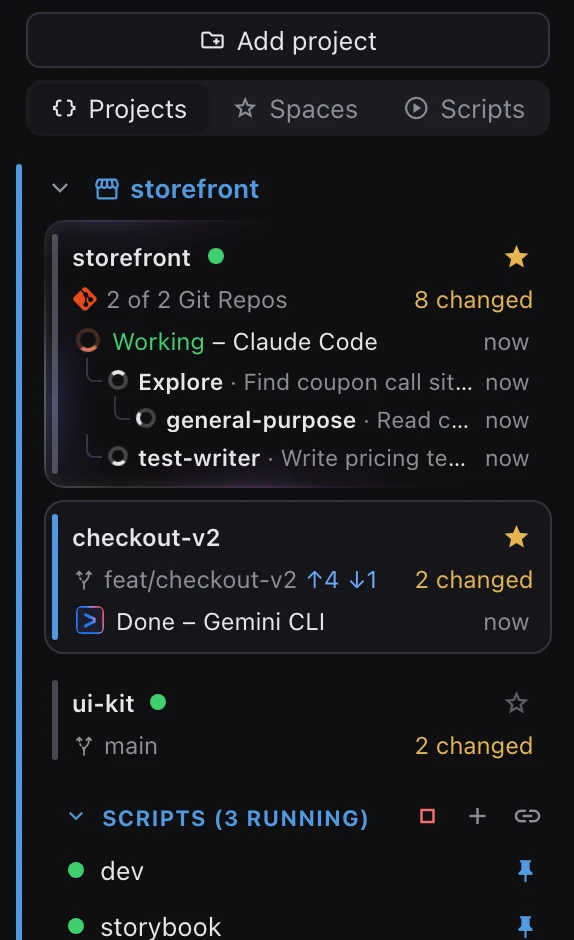 Add project
Projects Spaces Scripts
storefront
storefront
2 of 2 Git Repos 8 changed
Working – Claude Code now
Explore · Find coupon call sit... now
general-purpose · Read c... now
test-writer · Write pricing te... now
checkout-v2
feat/checkout-v2 ↑4 ↓1 2 changed
Done – Gemini CLI now
ui-kit
main 2 changed
SCRIPTS (3 RUNNING)
dev
storybook